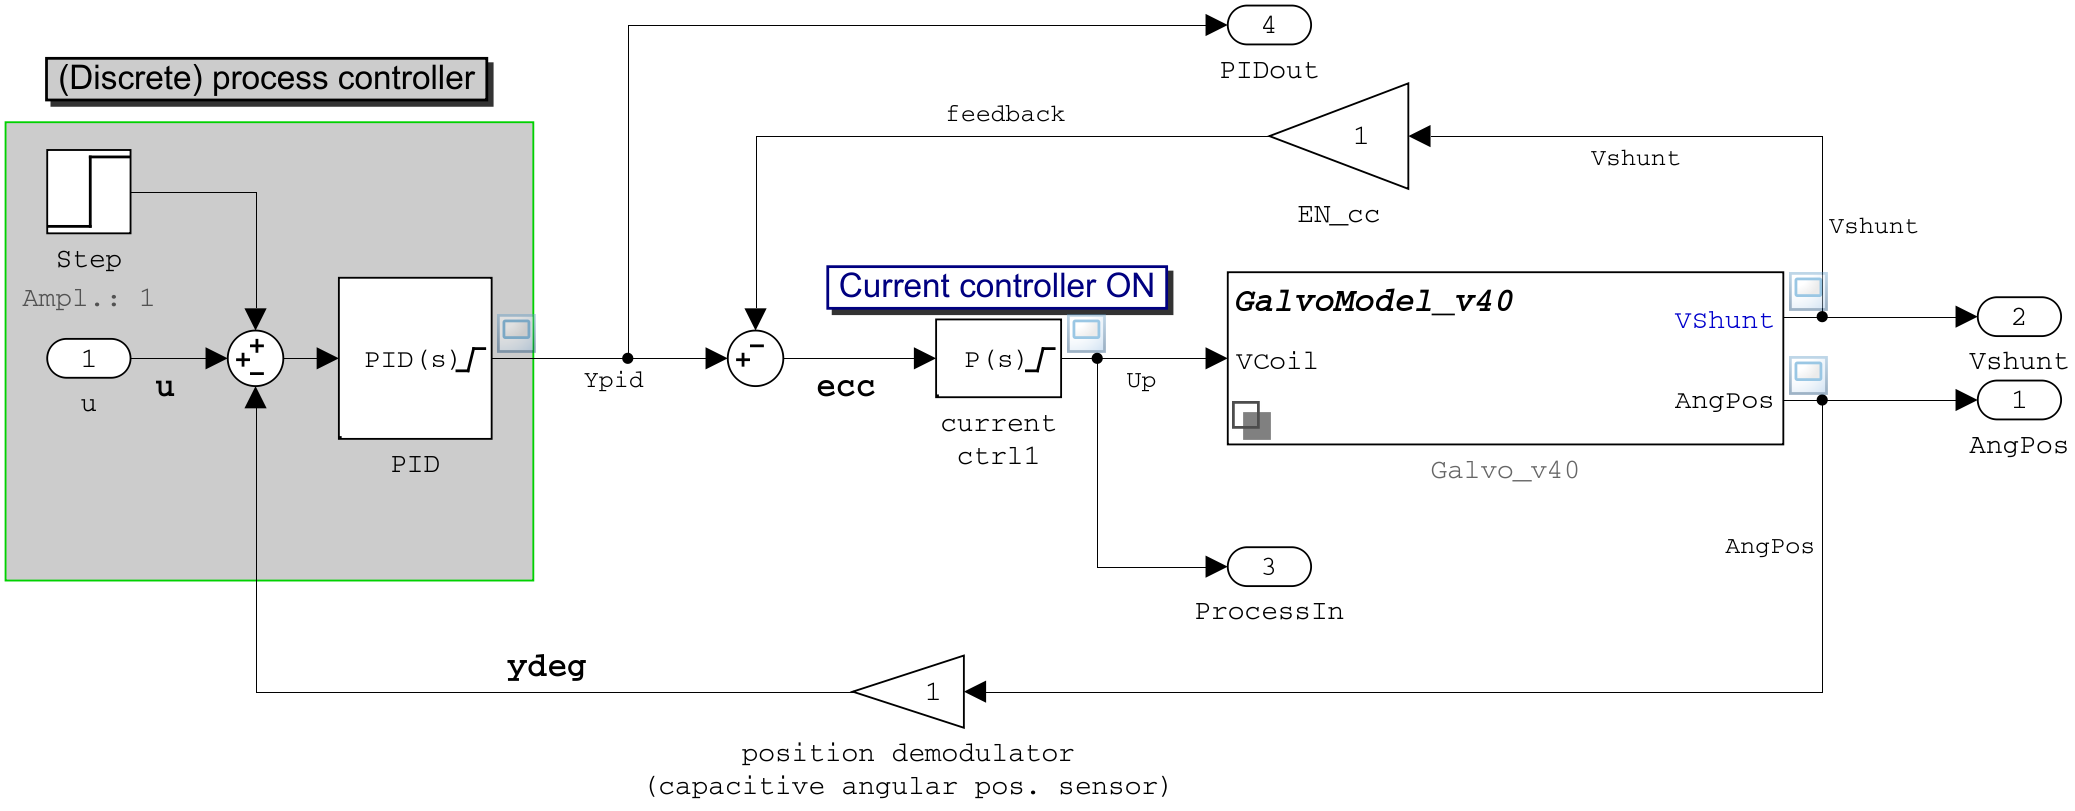 4
PIDout
(Discrete) process controller
feedback
1
Vshunt
EN_cc
Vshunt
Step
Ampl.: 1
Current controller ON
GalvoModel_v40
VShunt
2
Vshunt
1
u
u
+
+
−
PID(s)
PID
Ypid
+
−
ecc
P(s)
current
ctrl1
Up
VCoil
AngPos
1
AngPos
Galvo_v40
AngPos
3
ProcessIn
ydeg
1
position demodulator
(capacitive angular pos. sensor)